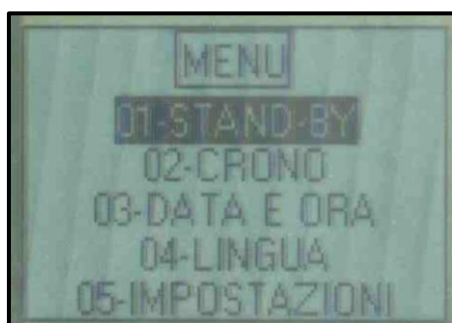 MENU
01-STAND-BY
02-CRONO
03-DATA E ORA
04-LINGUA
05-IMPOSTAZIONI